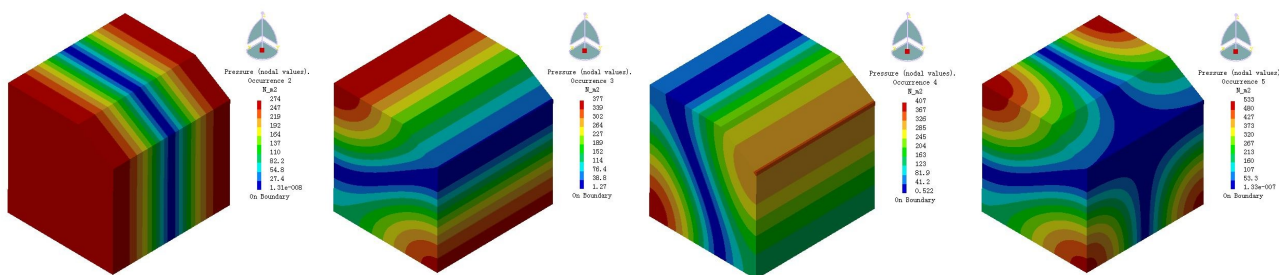 Pressure (nodal values).
Occurrence 2
N_m2
274
247
219
192
164
137
110
82.2
54.8
27.4
1.31e-008
On Boundary
Pressure (nodal values).
Occurrence 3
N_m2
377
339
302
264
227
189
152
114
76.4
38.8
1.27
On Boundary
Pressure (nodal values).
Occurrence 4
N_m2
407
367
326
285
245
204
163
123
81.9
41.2
0.522
On Boundary
Pressure (nodal values).
Occurrence 5
N_m2
533
480
427
373
320
267
213
160
107
53.3
1.33e-007
On Boundary